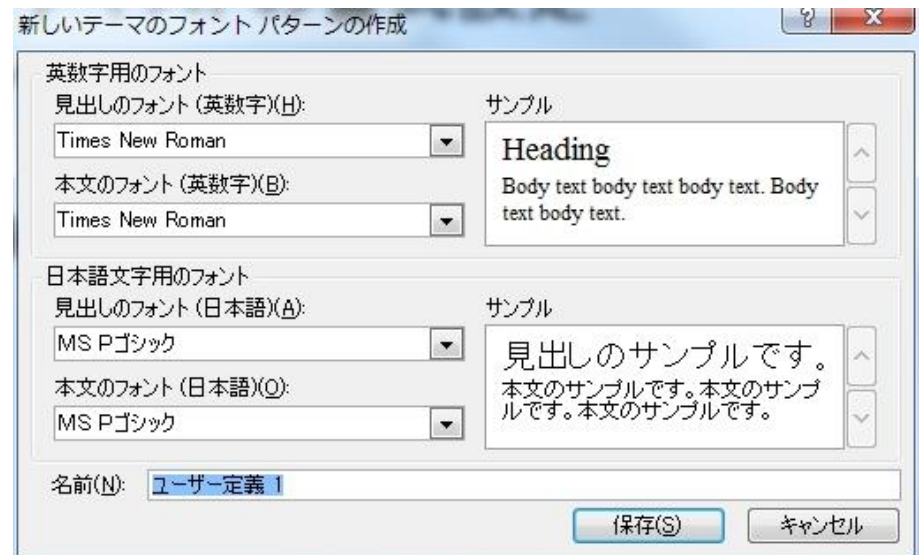 新しいテーマのフォント パターンの作成
英数字用のフォント
見出しのフォント (英数字)(H):
Times New Roman
本文のフォント (英数字)(B):
Times New Roman
サンプル
Heading
Body text body text body text. Body
text body text.
日本語文字用のフォント
見出しのフォント (日本語)(A):
MS Pゴシック
本文のフォント (日本語)(O):
MS Pゴシック
サンプル
見出しのサンプルです。
本文のサンプルです。本文のサンプ
ルです。本文のサンプルです。
名前(N): ユーザー定義 1
保存(S) キャンセル